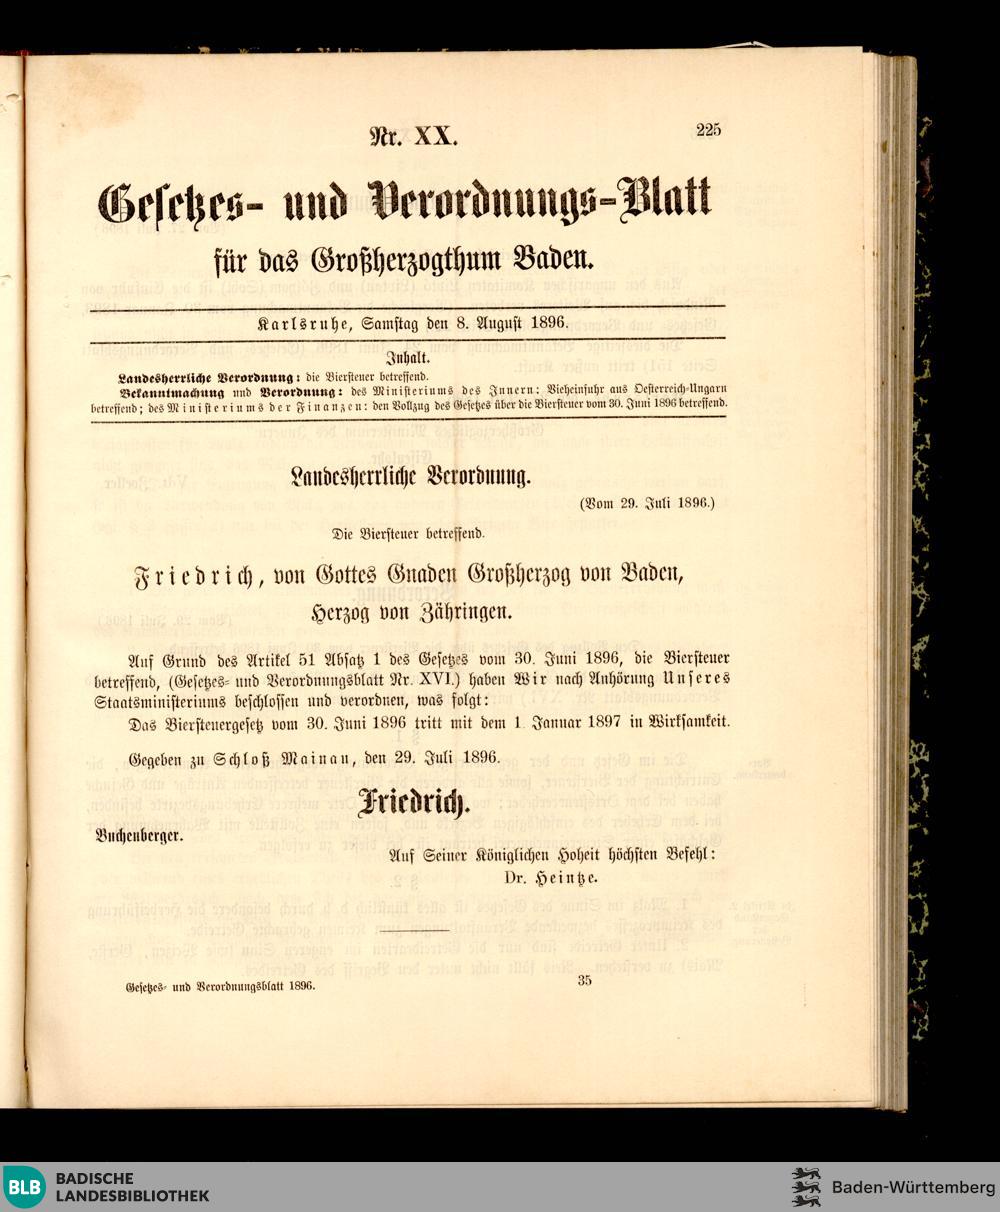 Nr. XX.
225
Gesetzes- und Verordnungs-Blatt
für das Großherzogthum Baden.
Karlsruhe, Samstag den 8. August 1896.
Inhalt.
Landesherrliche Verordnung: die Biersteuer betreffend.
Bekanntmachung und Verordnung: des Ministeriums des Innern: Vieheinfuhr aus Oesterreich-Ungarn
betreffend; des Ministeriums der Finanzen: den Vollzug des Gesetzes über die Biersteuer vom 30. Juni 1896 betreffend.
Landesherrliche Verordnung.
(Vom 29. Juli 1896.)
Die Biersteuer betreffend.
Friedrich, von Gottes Gnaden Großherzog von Baden,
Herzog von Zähringen.
Auf Grund des Artikel 51 Absatz 1 des Gesetzes vom 30. Juni 1896, die Biersteuer
betreffend, (Gesetzes- und Verordnungsblatt Nr. XVI.) haben Wir nach Anhörung Unseres
Staatsministeriums beschlossen und verordnen, was folgt:
Das Biersteuergesetz vom 30. Juni 1896 tritt mit dem 1. Januar 1897 in Wirksamkeit.
Gegeben zu Schloß Mainau, den 29. Juli 1896.
Friedrich.
Buchenberger.
Auf Seiner Königlichen Hoheit höchsten Befehl:
Dr. Heintze.
Gesetzes- und Verordnungsblatt 1896.
35
BLB BADISCHE
LANDESBIBLIOTHEK
Baden-Württemberg